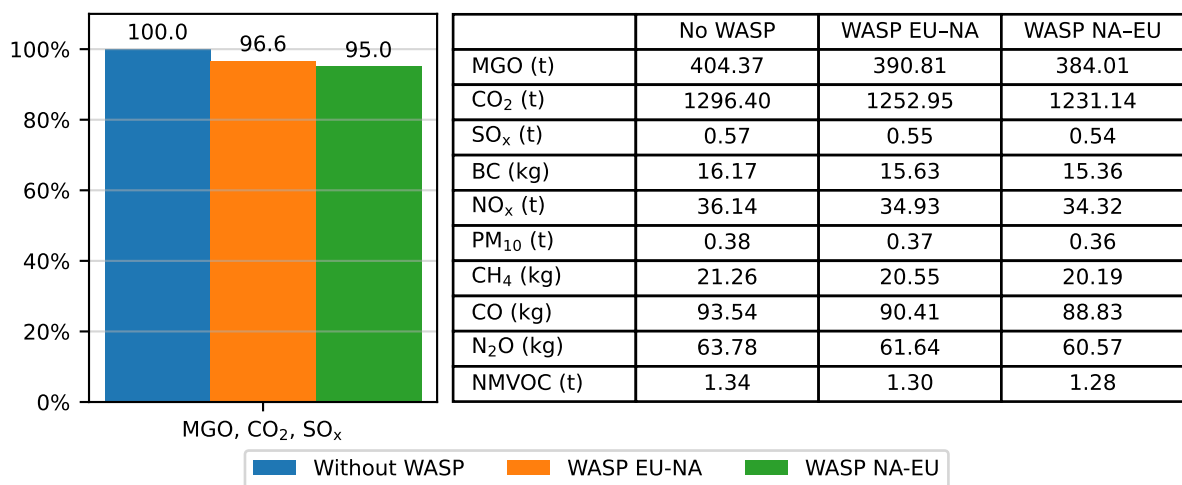 100%
80%
60%
40%
20%
0%
100.0
96.6
95.0
MGO, CO₂, SOₓ
No WASP WASP EU–NA WASP NA–EU
MGO (t) 404.37 390.81 384.01
CO₂ (t) 1296.40 1252.95 1231.14
SOₓ (t) 0.57 0.55 0.54
BC (kg) 16.17 15.63 15.36
NOₓ (t) 36.14 34.93 34.32
PM₁₀ (t) 0.38 0.37 0.36
CH₄ (kg) 21.26 20.55 20.19
CO (kg) 93.54 90.41 88.83
N₂O (kg) 63.78 61.64 60.57
NMVOC (t) 1.34 1.30 1.28
Without WASP WASP EU-NA WASP NA-EU